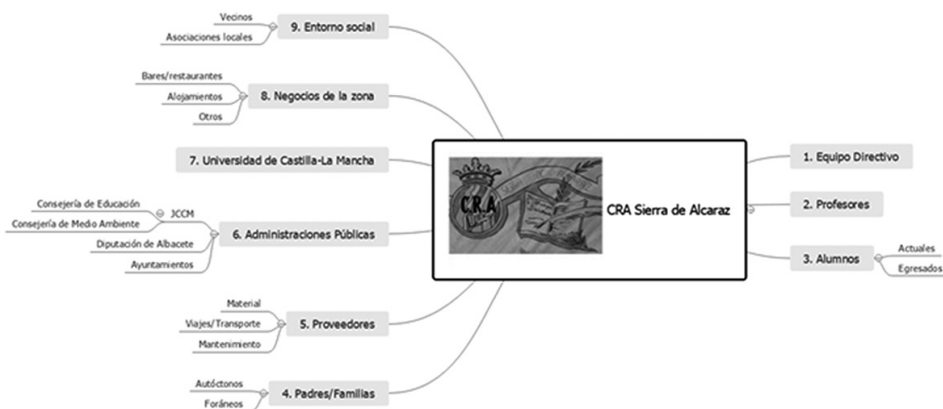 Vecinos
Asociaciones locales
9. Entorno social
Bares/restaurantes
Alojamientos
Otros
8. Negocios de la zona
7. Universidad de Castilla-La Mancha
Consejería de Educación
Consejería de Medio Ambiente
JCCM
Diputación de Albacete
Ayuntamientos
6. Administraciones Públicas
Material
Viajes/Transporte
Mantenimiento
5. Proveedores
Autóctonos
Foráneos
4. Padres/Familias
C.R.A
CRA Sierra de Alcaraz
1. Equipo Directivo
2. Profesores
3. Alumnos
Actuales
Egresados